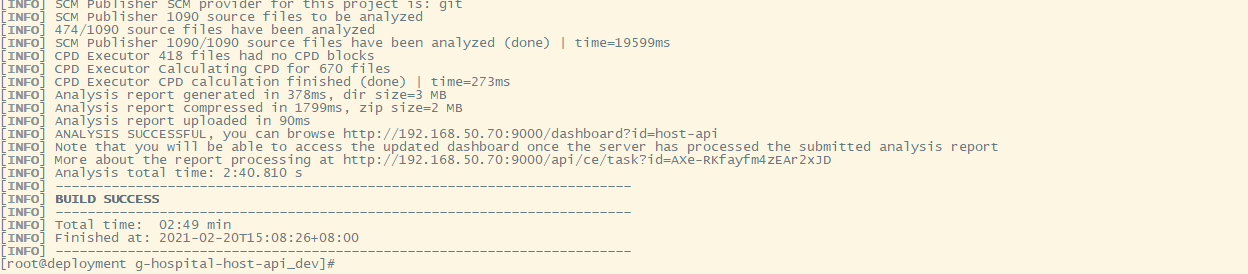 [INFO] SCM Publisher SCM provider for this project is: git
[INFO] SCM Publisher 1090 source files to be analyzed
[INFO] 474/1090 source files have been analyzed
[INFO] SCM Publisher 1090/1090 source files have been analyzed (done) | time=19599ms
[INFO] CPD Executor 418 files had no CPD blocks
[INFO] CPD Executor Calculating CPD for 670 files
[INFO] CPD Executor CPD calculation finished (done) | time=273ms
[INFO] Analysis report generated in 378ms, dir size=3 MB
[INFO] Analysis report compressed in 1799ms, zip size=2 MB
[INFO] Analysis report uploaded in 90ms
[INFO] ANALYSIS SUCCESSFUL, you can browse http://192.168.50.70:9000/dashboard?id=host-api
[INFO] Note that you will be able to access the updated dashboard once the server has processed the submitted analysis report
[INFO] More about the report processing at http://192.168.50.70:9000/api/ce/task?id=AXe-RKfayfm4zEAr2xJD
[INFO] Analysis total time: 2:40.810 s
[INFO] ------------------------------------------------------------------------
[INFO] BUILD SUCCESS
[INFO] ------------------------------------------------------------------------
[INFO] Total time:  02:49 min
[INFO] Finished at: 2021-02-20T15:08:26+08:00
[INFO] ------------------------------------------------------------------------
[root@deployment g-hospital-host-api_dev]#